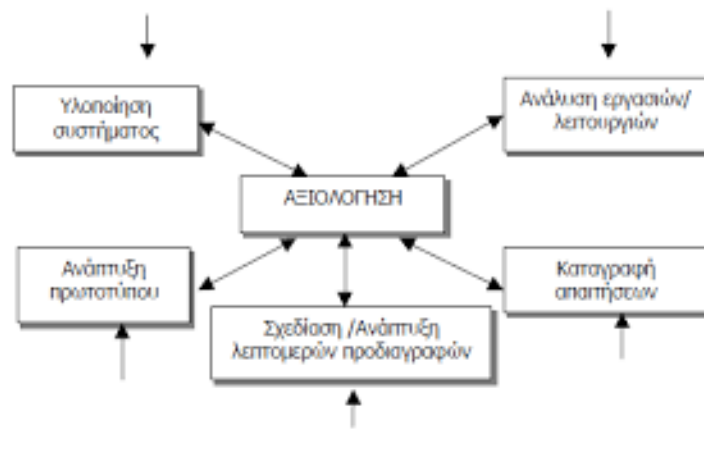 Υλοποίηση
συστήματος
Ανάλυση εργασιών/
λειτουργιών
ΑΞΙΟΛΟΓΗΣΗ
Ανάπτυξη
πρωτοτύπου
Καταγραφή
απαιτήσεων
Σχεδίαση /Ανάπτυξη
λεπτομερών προδιαγραφών